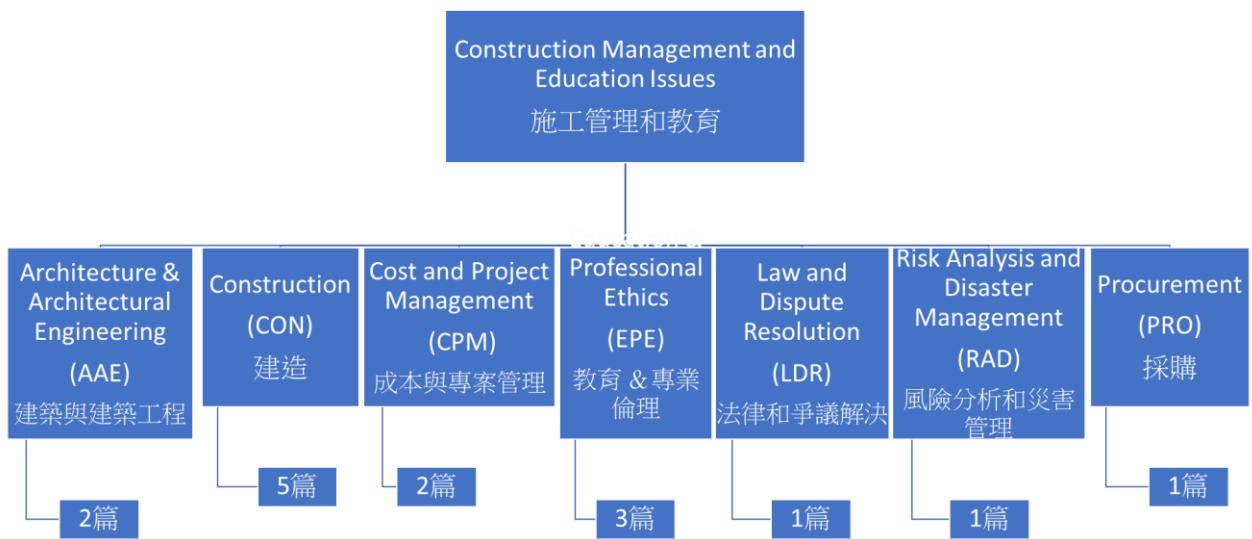 Construction Management and
Education Issues
施工管理和教育
Architecture &
Architectural
Engineering
(AAE)
建築與建築工程
2篇
Construction
(CON)
建造
5篇
Cost and Project
Management
(CPM)
成本與專案管理
2篇
Education &
Professional
Ethics
(EPE)
教育 & 專業
倫理
3篇
Law and
Dispute
Resolution
(LDR)
法律和爭議解決
1篇
Risk Analysis and
Disaster
Management
(RAD)
風險分析和災害
管理
1篇
Procurement
(PRO)
採購
1篇